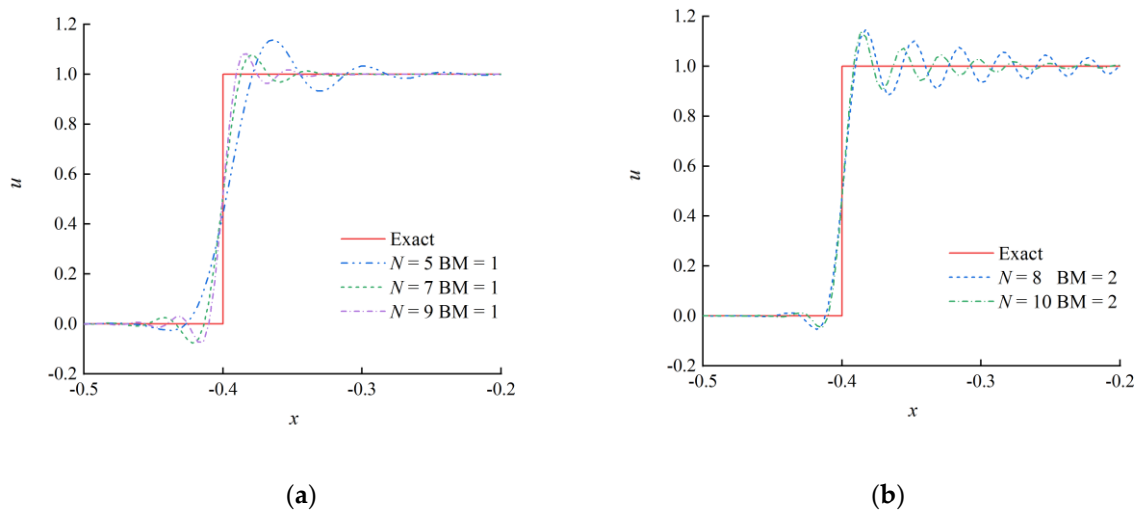 1.2
1.0
0.8
0.6
0.4
0.2
0.0
-0.2
u
-0.5
-0.4
-0.3
-0.2
x
Exact
N = 5 BM = 1
N = 7 BM = 1
N = 9 BM = 1
(a)
1.2
1.0
0.8
0.6
0.4
0.2
0.0
-0.2
u
-0.5
-0.4
-0.3
-0.2
x
Exact
N = 8 BM = 2
N = 10 BM = 2
(b)